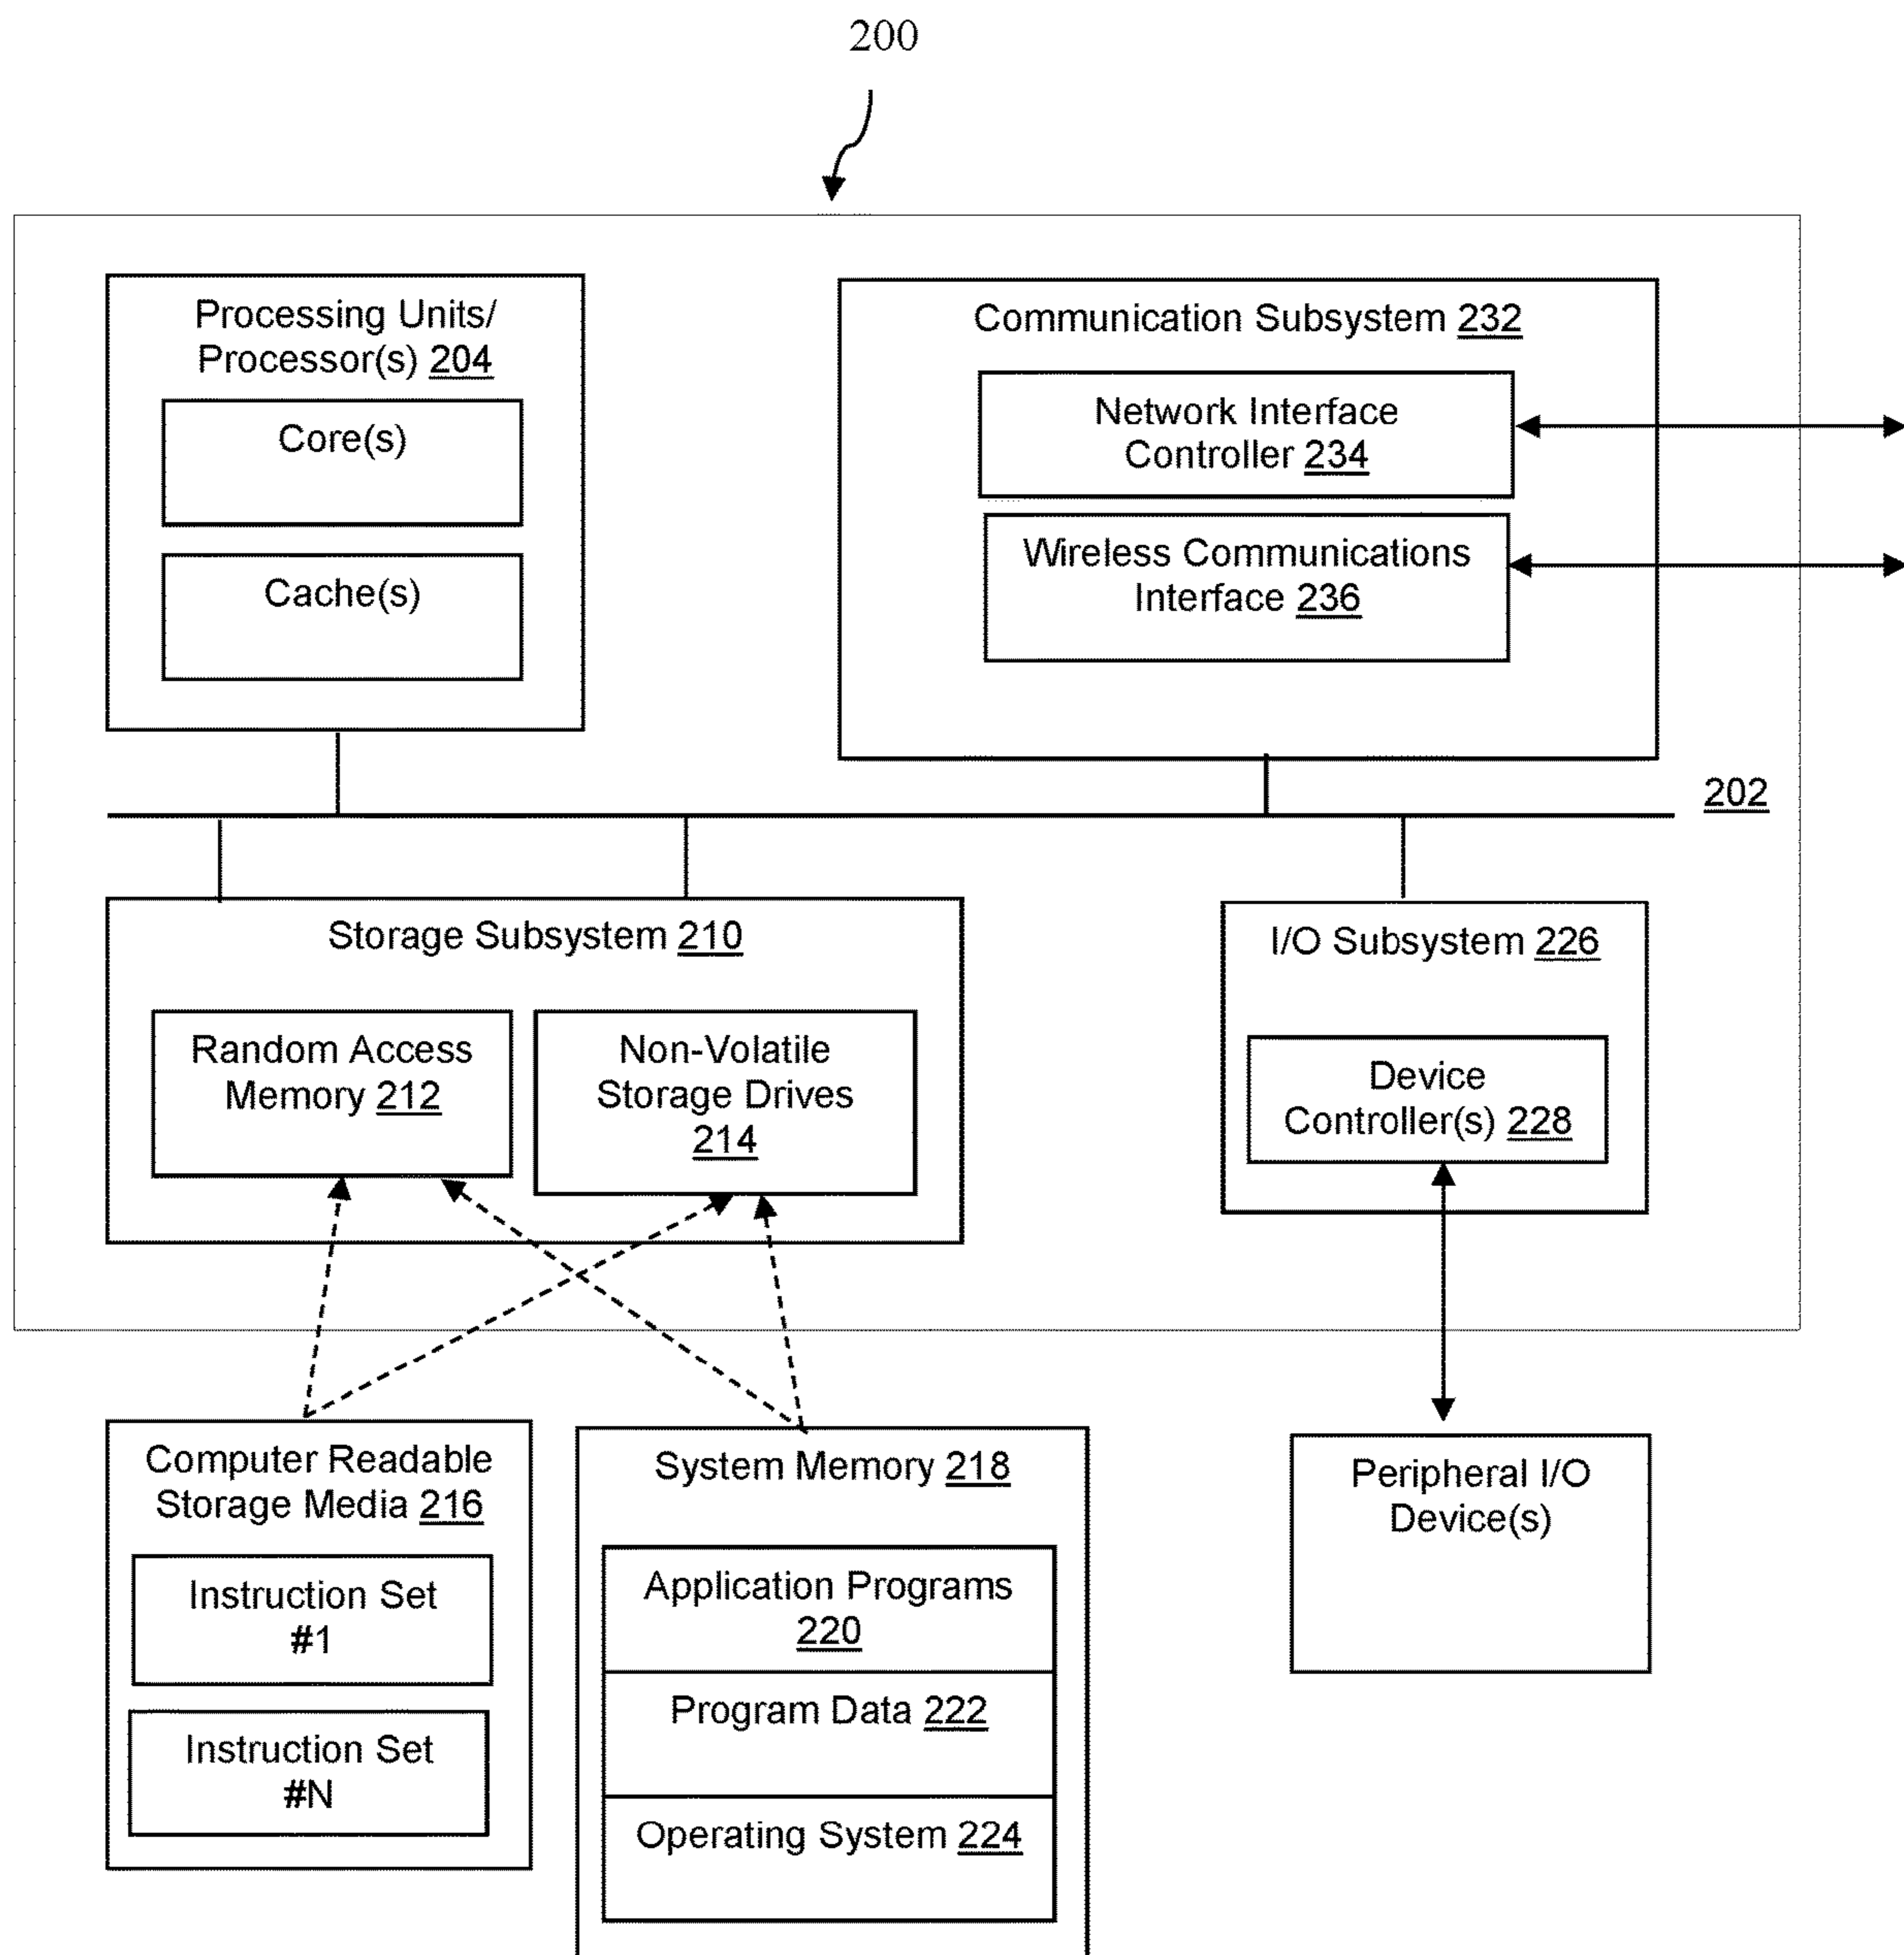 200
Processing Units/
Processor(s) 204
Core(s)
Cache(s)
Communication Subsystem 232
Network Interface
Controller 234
Wireless Communications
Interface 236
202
Storage Subsystem 210
Random Access
Memory 212
Non-Volatile
Storage Drives
214
I/O Subsystem 226
Device
Controller(s) 228
Computer Readable
Storage Media 216
Instruction Set
#1
Instruction Set
#N
System Memory 218
Application Programs
220
Program Data 222
Operating System 224
Peripheral I/O
Device(s)